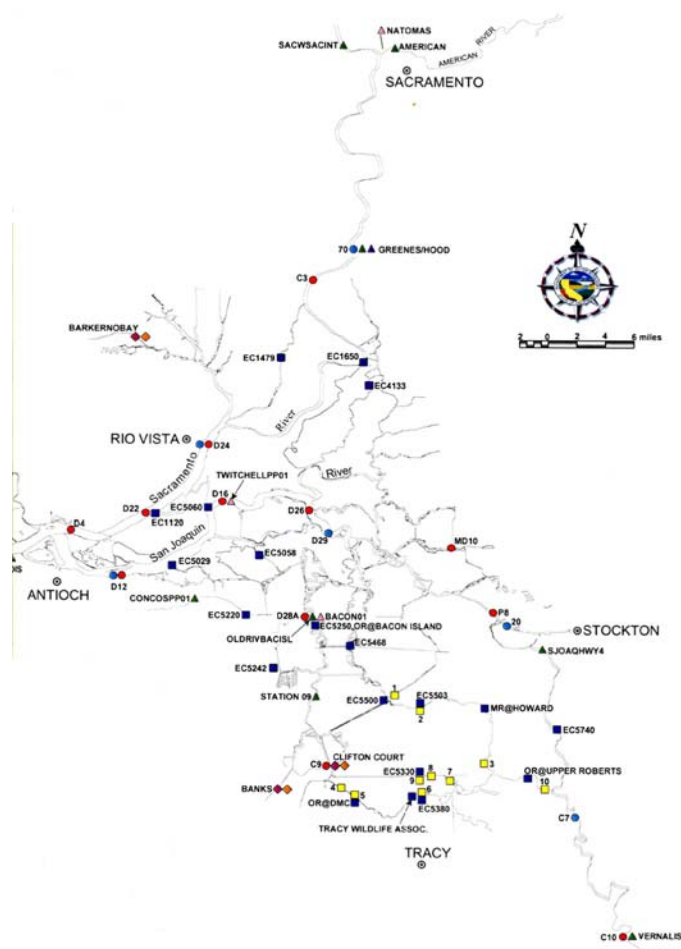 NATOMAS
SACWSACINT
AMERICAN
AMERICAN RIVER
SACRAMENTO
70
GREENES/HOOD
N
C3
BARKERNOBAY
2 0 2 4 6 miles
EC1479
EC1650
EC4133
River
RIO VISTA
D24
Sacramento
TWITCHELLPP01
River
D16
EC5060
D22
EC1120
D26
D4
San Joaquin
D29
MD10
EC5058
EC5029
IS
D12
ANTIOCH
CONCOSPP01
EC5220
D28A
BACON01
P8
20
STOCKTON
EC5250,OR@BACON ISLAND
OLDRIVBACISL
EC5468
SJOAQHWY4
EC5242
STATION 09
EC5500
1
EC5503
2
MR@HOWARD
EC5740
CLIFTON COURT
C9
EC5330
8
3
OR@UPPER ROBERTS
9
7
10
BANKS
4
5
6
OR@DMC
EC5380
C7
TRACY WILDLIFE ASSOC.
TRACY
C10
VERNALIS